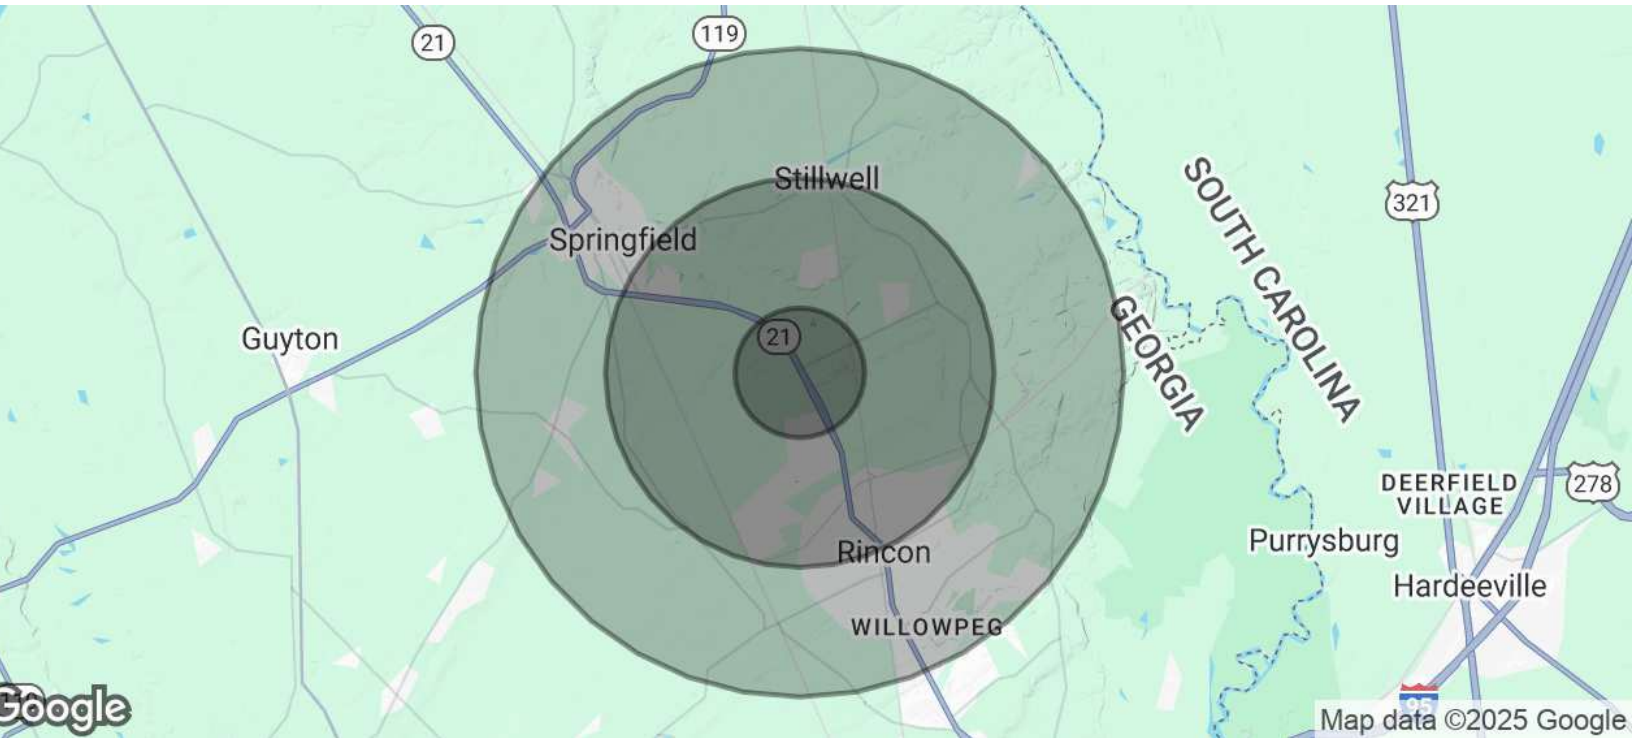 21
119
Stillwell
SOUTH CAROLINA
321
Springfield
GEORGIA
Guyton
21
DEERFIELD
VILLAGE
278
Purrysburg
Rincon
Hardeeville
WILLOWPEG
119
Google
95
Map data ©2025 Google